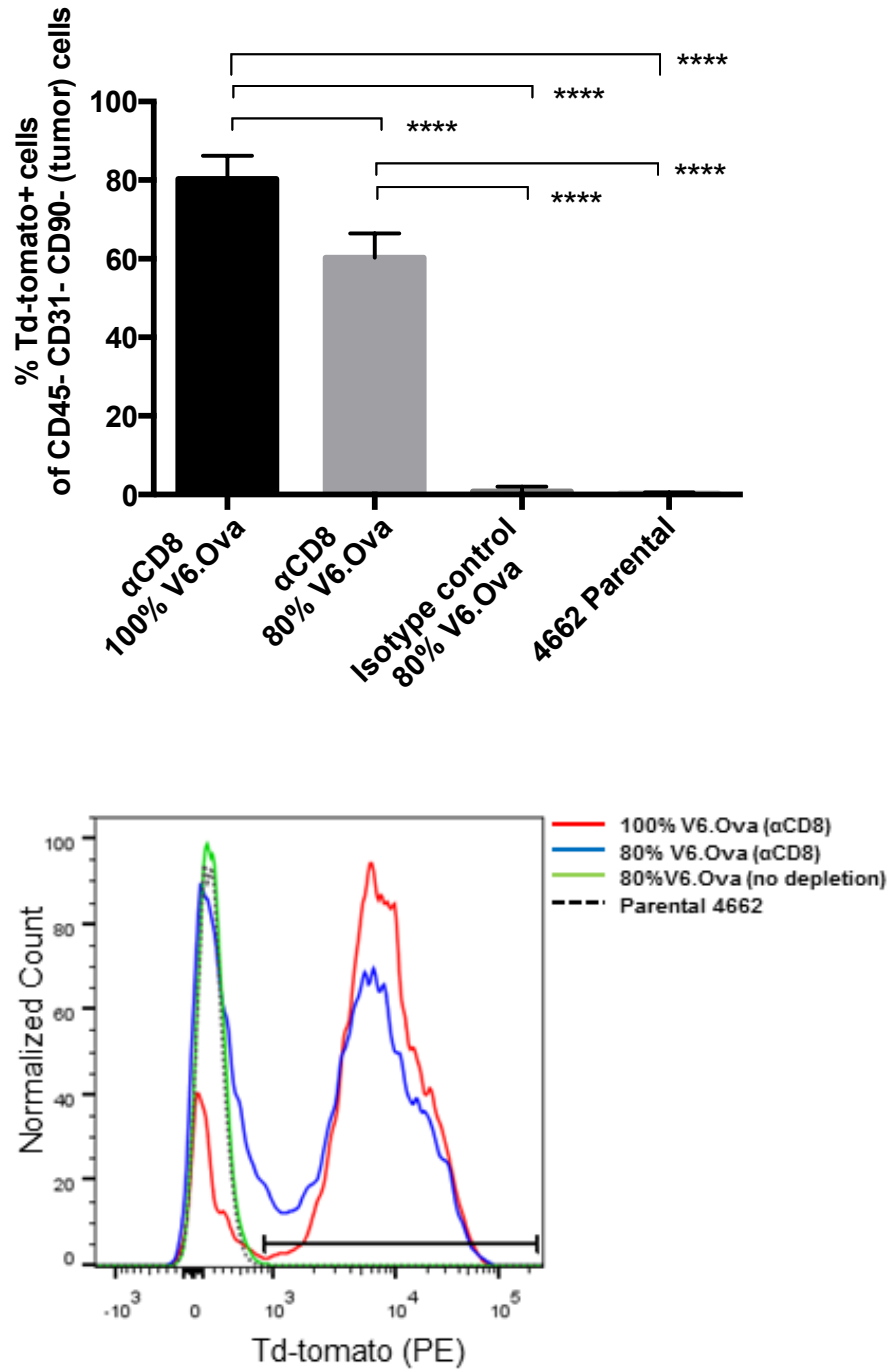 ****
****
****
****
****
% Td-tomato+ cells
of CD45- CD31- CD90- (tumor) cells
100
80
60
40
20
0
αCD8
100% V6.Ova
αCD8
80% V6.Ova
Isotype control
80% V6.Ova
4662 Parental
100% V6.Ova (αCD8)
80% V6.Ova (αCD8)
80%V6.Ova (no depletion)
Parental 4662
Normalized Count
100
80
60
40
20
0
-10³ 0 10³ 10⁴ 10⁵
Td-tomato (PE)